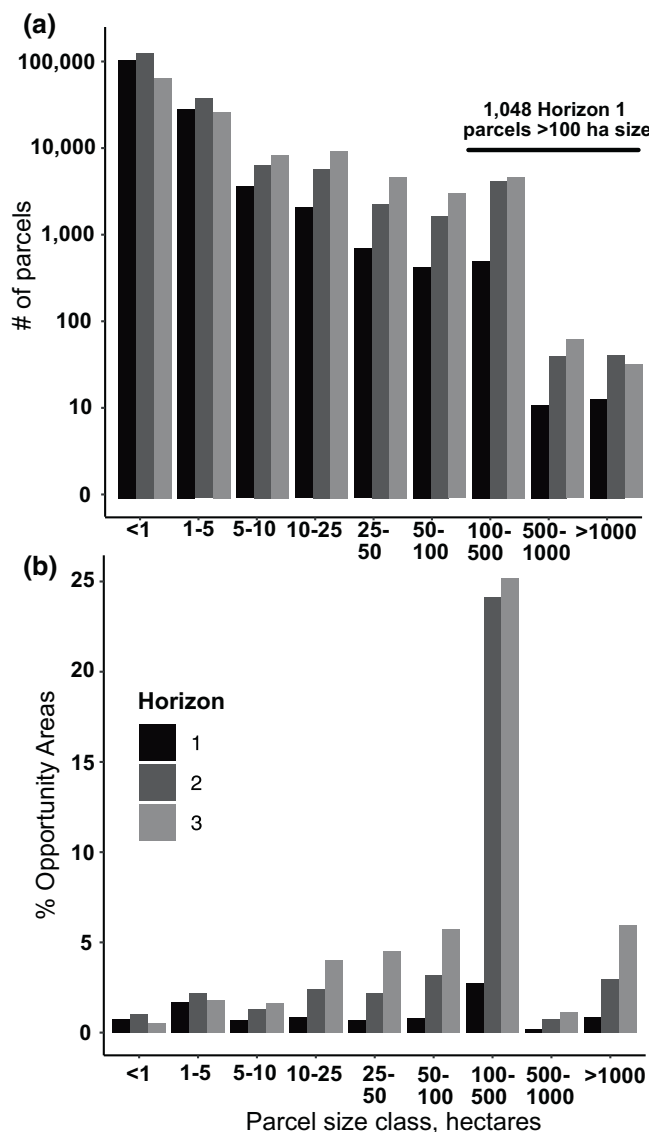 (a)
100,000
10,000
1,000
100
10
0
# of parcels
1,048 Horizon 1
parcels >100 ha size
<1 1-5 5-10 10-25 25-50 50-100 100-500 500-1000 >1000
(b)
25
20
15
10
5
0
% Opportunity Areas
Horizon
1
2
3
<1 1-5 5-10 10-25 25-50 50-100 100-500 500-1000 >1000
Parcel size class, hectares